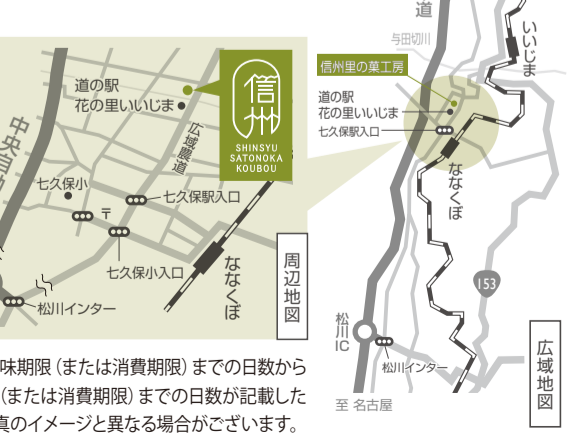 道の駅
花の里いいじま
信州
SHINSYU
SATONOKA
KOUBOU
広域農道
中央自動
七久保小
七久保駅入口
〒
七久保小入口
ななくぼ
松川インター
周辺地図
道
与田切川
いいじま
信州里の菓工房
道の駅
花の里いいじま
七久保駅入口
ななくぼ
153
松川IC
松川インター
至 名古屋
広域地図
味期限（または消費期限）までの日数から
（または消費期限）までの日数が記載した
真のイメージと異なる場合がございます。